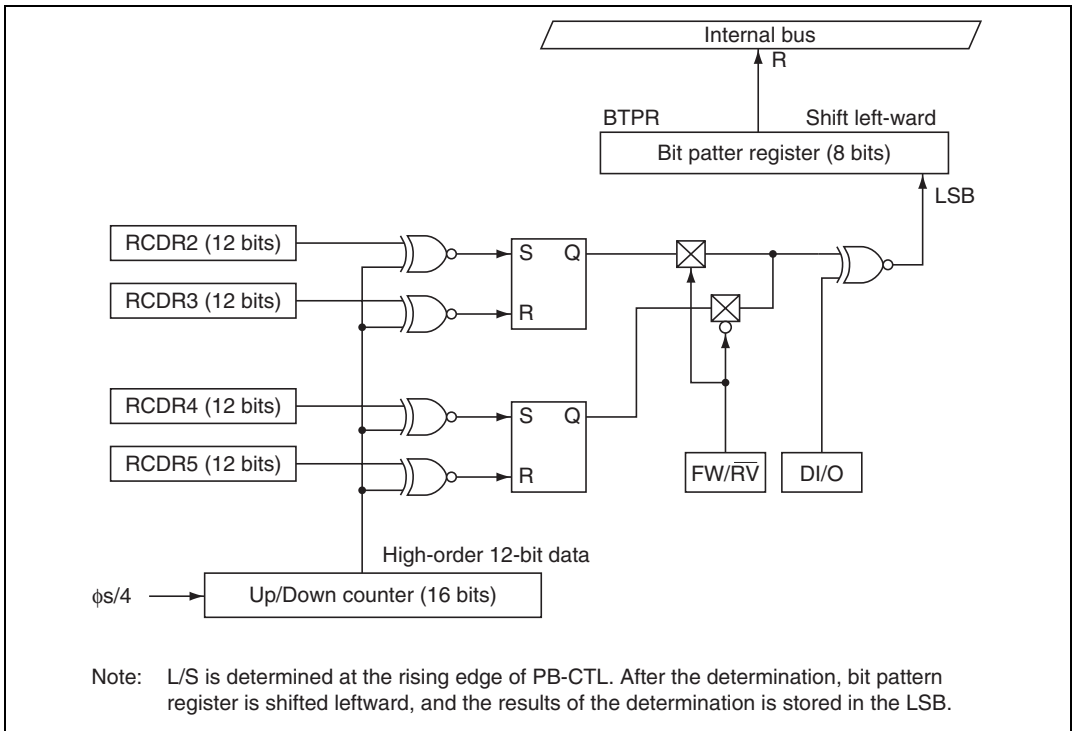 Internal bus
R
BTPR Shift left-ward
Bit patter register (8 bits)
LSB
RCDR2 (12 bits)
S Q
RCDR3 (12 bits)
R
RCDR4 (12 bits)
S Q
RCDR5 (12 bits)
R
FW/R̅V̅
DI/O
High-order 12-bit data
ϕs/4
Up/Down counter (16 bits)
Note: L/S is determined at the rising edge of PB-CTL. After the determination, bit pattern
register is shifted leftward, and the results of the determination is stored in the LSB.